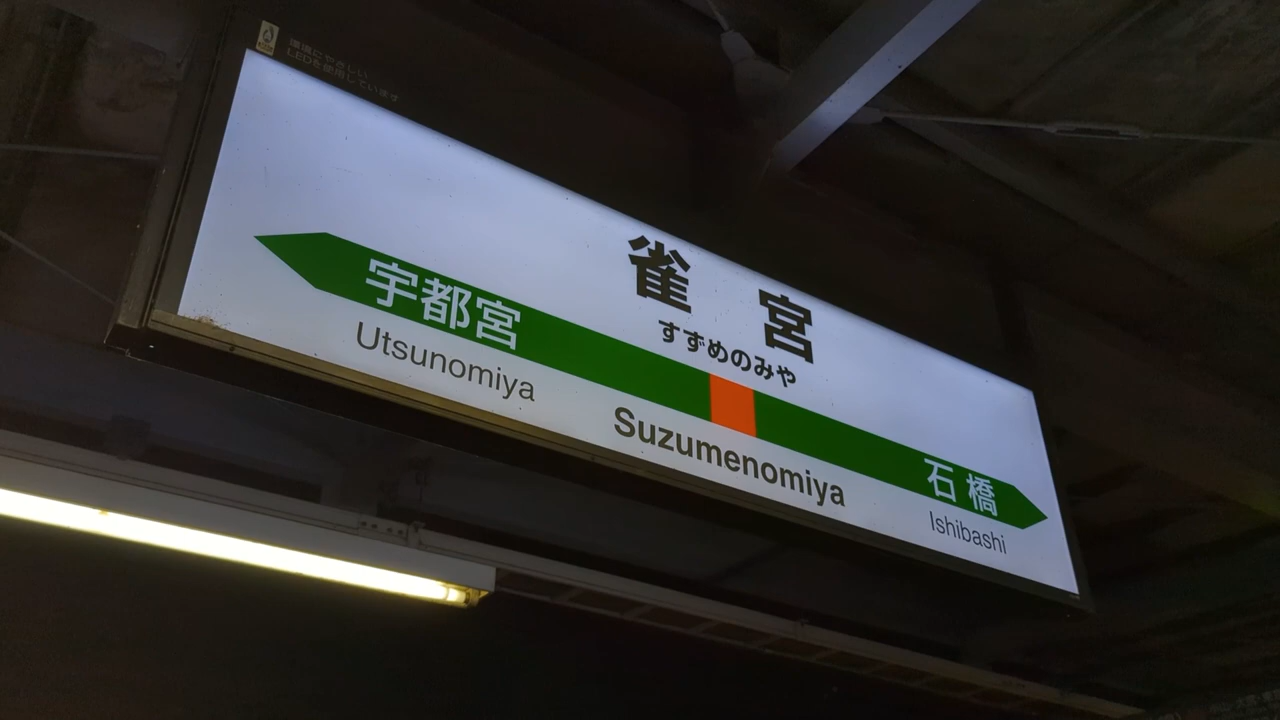 環境にやさしい
LEDを使用しています
雀宮
すずめのみや
宇都宮
石橋
Utsunomiya
Suzumenomiya
Ishibashi